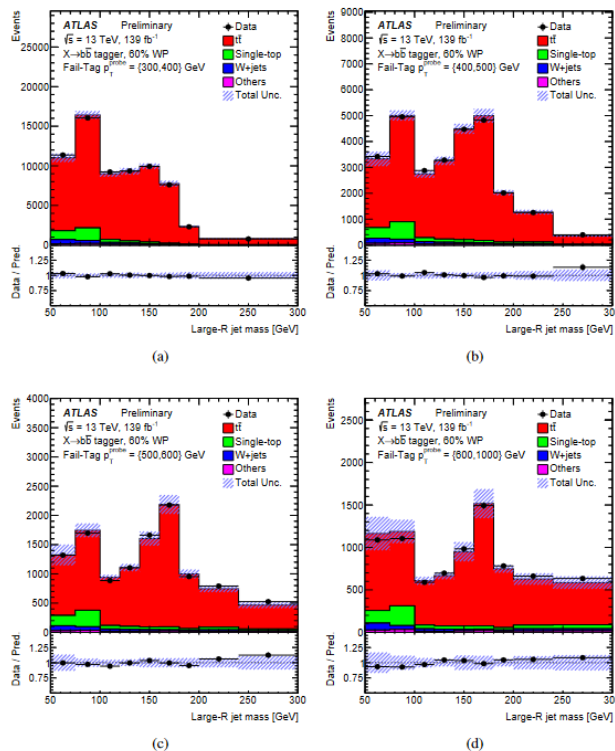 Events
ATLAS Preliminary
√s = 13 TeV, 139 fb⁻¹
X→bb̄ tagger, 60% WP
Fail-Tag p_T^probe = {300,400} GeV
Data
tt̄
Single-top
W+jets
Others
Total Unc.
25000
20000
15000
10000
5000
0
Data / Pred.
1.25
1
0.75
50 100 150 200 250 300
Large-R jet mass [GeV]
(a)
Events
9000
8000
7000
6000
5000
4000
3000
2000
1000
0
ATLAS Preliminary
√s = 13 TeV, 139 fb⁻¹
X→bb̄ tagger, 60% WP
Fail-Tag p_T^probe = {400,500} GeV
Data
tt̄
Single-top
W+jets
Others
Total Unc.
Data / Pred.
1.25
1
0.75
50 100 150 200 250 300
Large-R jet mass [GeV]
(b)
Events
4000
3500
3000
2500
2000
1500
1000
500
0
ATLAS Preliminary
√s = 13 TeV, 139 fb⁻¹
X→bb̄ tagger, 60% WP
Fail-Tag p_T^probe = {500,600} GeV
Data
tt̄
Single-top
W+jets
Others
Total Unc.
Data / Pred.
1.25
1
0.75
50 100 150 200 250 300
Large-R jet mass [GeV]
(c)
Events
2500
2000
1500
1000
500
0
ATLAS Preliminary
√s = 13 TeV, 139 fb⁻¹
X→bb̄ tagger, 60% WP
Fail-Tag p_T^probe = {600,1000} GeV
Data
tt̄
Single-top
W+jets
Others
Total Unc.
Data / Pred.
1.25
1
0.75
50 100 150 200 250 300
Large-R jet mass [GeV]
(d)